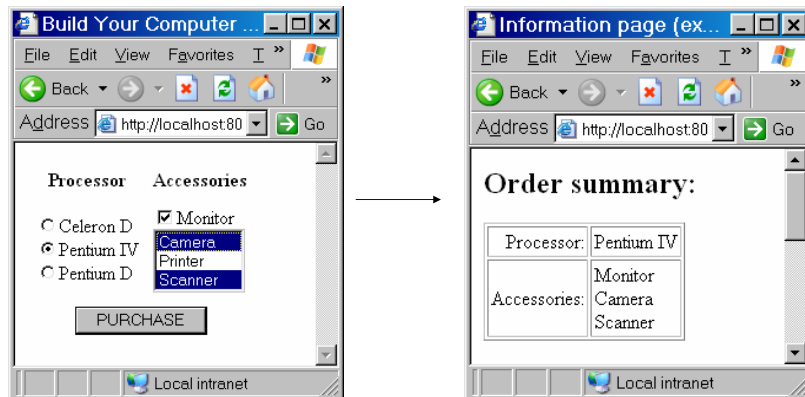 Build Your Computer ...
File Edit View Favorites T »
Back »
Address http://localhost:80 Go
Processor Accessories
Celeron D
Pentium IV
Pentium D
Monitor
Camera
Printer
Scanner
PURCHASE
Local intranet
Information page (ex...
File Edit View Favorites T »
Back »
Address http://localhost:80 Go
Order summary:
Processor: Pentium IV
Accessories: Monitor
Camera
Scanner
Local intranet